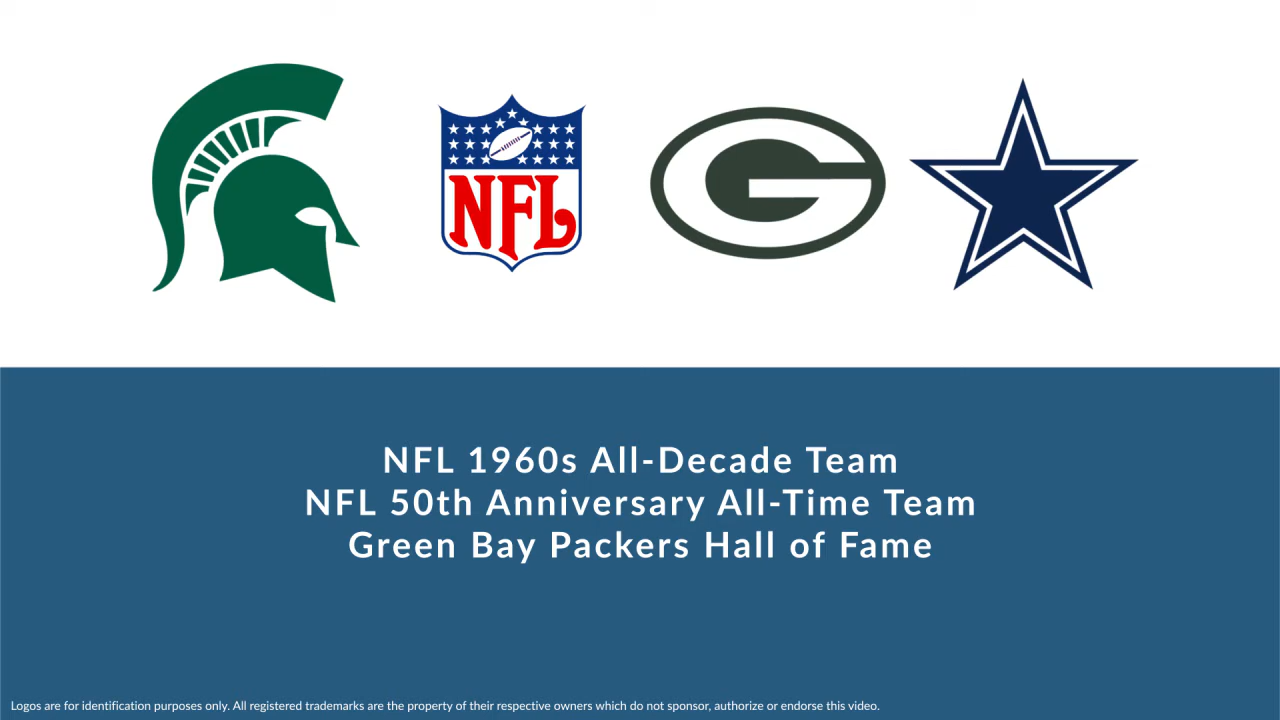 NFL
NFL 1960s All-Decade Team
NFL 50th Anniversary All-Time Team
Green Bay Packers Hall of Fame
Logos are for identification purposes only. All registered trademarks are the property of their respective owners which do not sponsor, authorize or endorse this video.